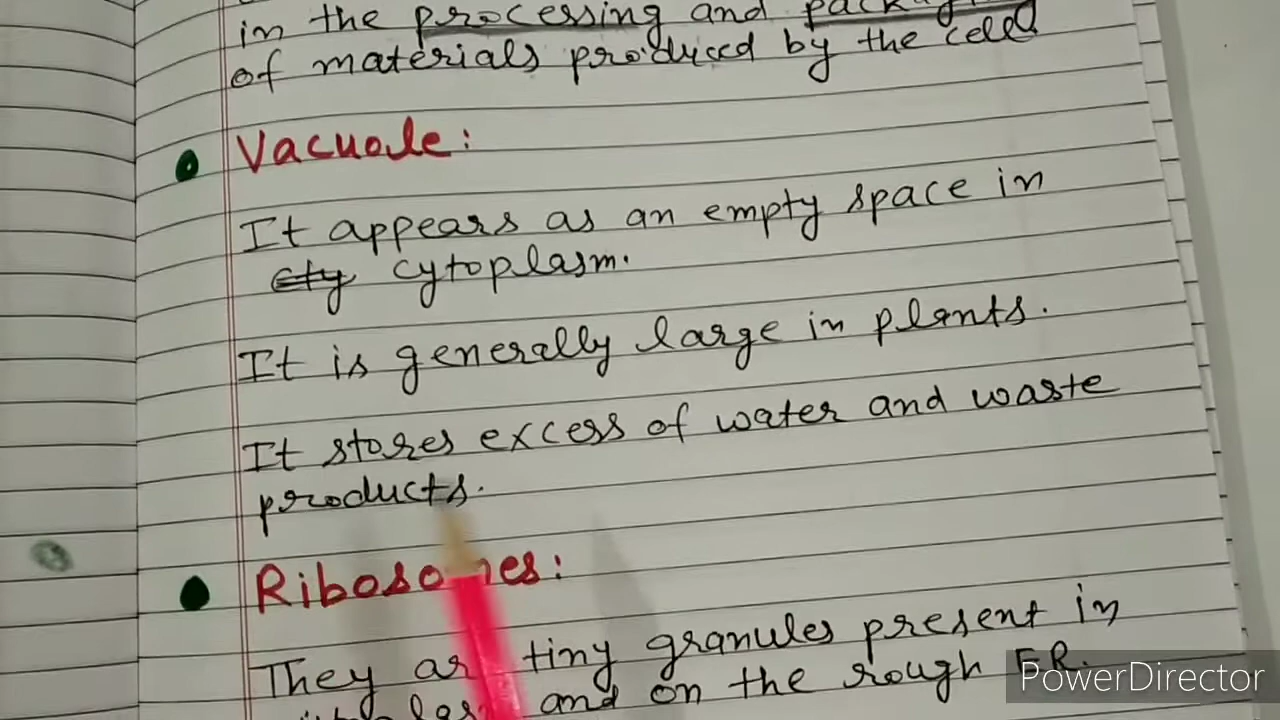 in the processing and
of materials produced by the cell
Vacuole:
It appears as an empty space in
cytoplasm.
It is generally large in plants.
It stores excess of water and waste
products.
Ribosomes:
They are tiny granules present in
and on the rough E.R.
PowerDirector